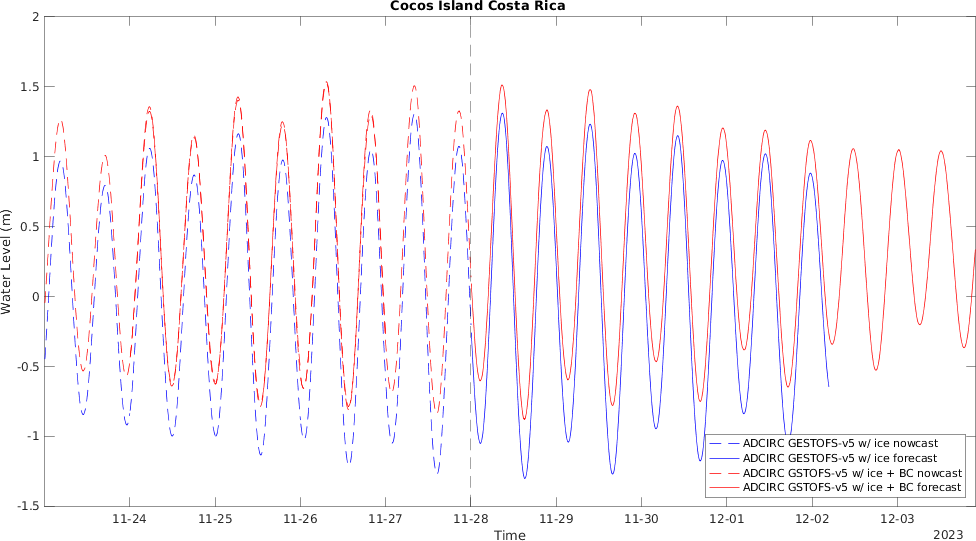 Cocos Island Costa Rica
2
1.5
1
0.5
0
-0.5
-1
-1.5
Water Level (m)
11-24
11-25
11-26
11-27
11-28
11-29
11-30
12-01
12-02
12-03
Time
2023
ADCIRC GESTOFS-v5 w/ ice nowcast
ADCIRC GESTOFS-v5 w/ ice forecast
ADCIRC GSTOFS-v5 w/ ice + BC nowcast
ADCIRC GSTOFS-v5 w/ ice + BC forecast